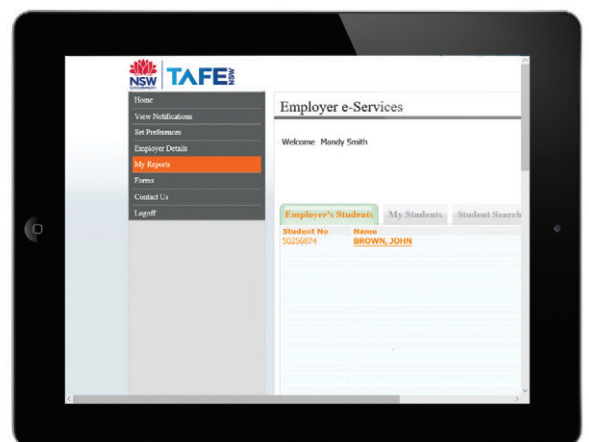 NSW
GOVERNMENT
TAFE NSW
Home
View Notifications
Set Preferences
Employer Details
My Reports
Forms
Contact Us
Logoff
Employer e-Services
Welcome Mandy Smith
Employer's Students My Students Student Search
Student No Name
50256874 BROWN, JOHN